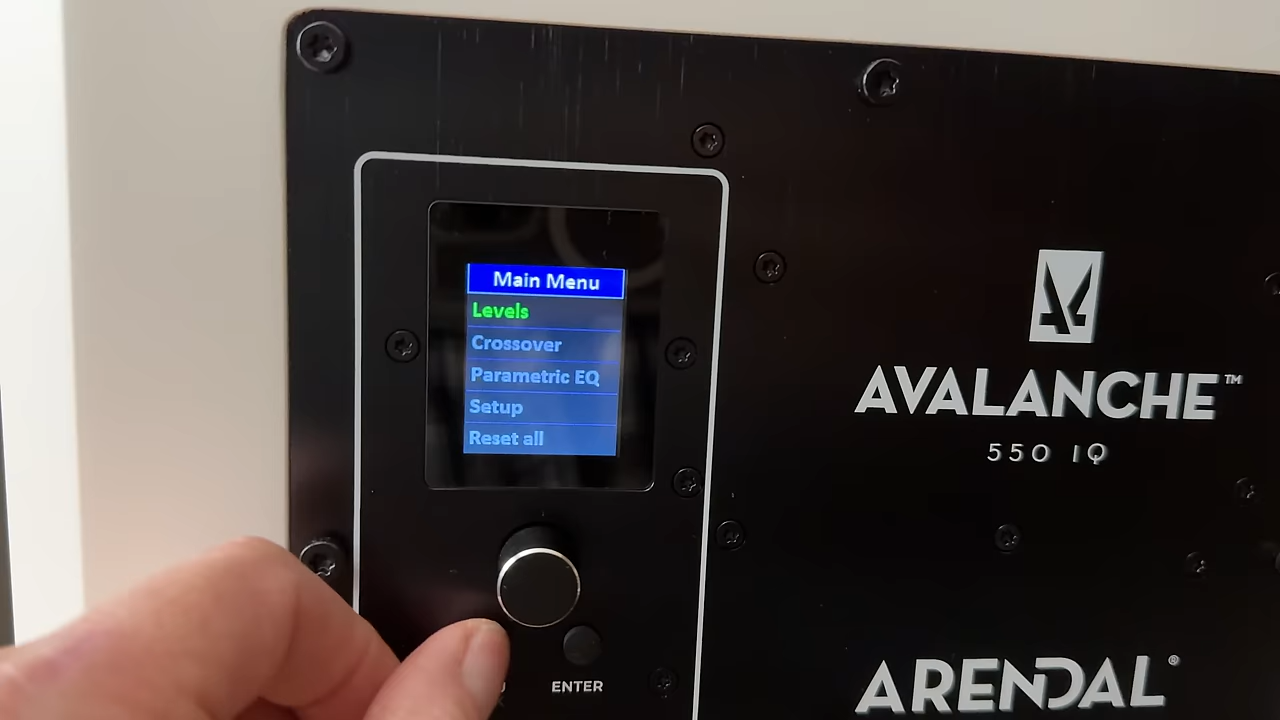 Main Menu
Levels
Crossover
Parametric EQ
Setup
Reset all
AVALANCHE™
550 IQ
ENTER
ARENDAL®